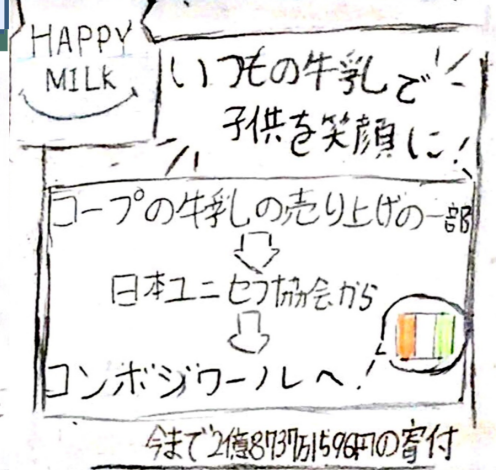 HAPPY
MILK
いつもの牛乳で
子供を笑顔に!
コープの牛乳の売り上げの一部
日本ユニセフ協会から
コンボジワールへ!
今まで2億8737万1596円の寄付